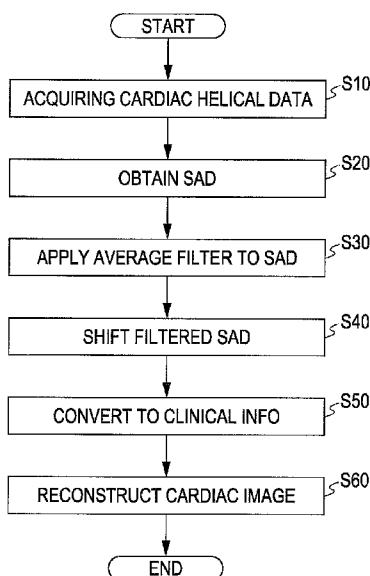 START
ACQUIRING CARDIAC HELICAL DATA
S10
OBTAIN SAD
S20
APPLY AVERAGE FILTER TO SAD
S30
SHIFT FILTERED SAD
S40
CONVERT TO CLINICAL INFO
S50
RECONSTRUCT CARDIAC IMAGE
S60
END